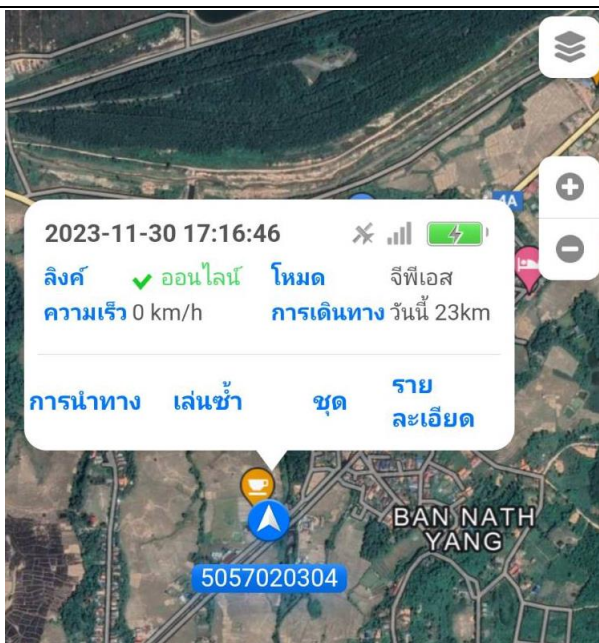 4A
2023-11-30 17:16:46
ลิงค์ ออนไลน์ โหมด จีพีเอส
ความเร็ว 0 km/h การเดินทาง วันนี้ 23km
การนำทาง เล่นซ้ำ ชุด ราย
ละเอียด
BAN NATH
YANG
5057020304